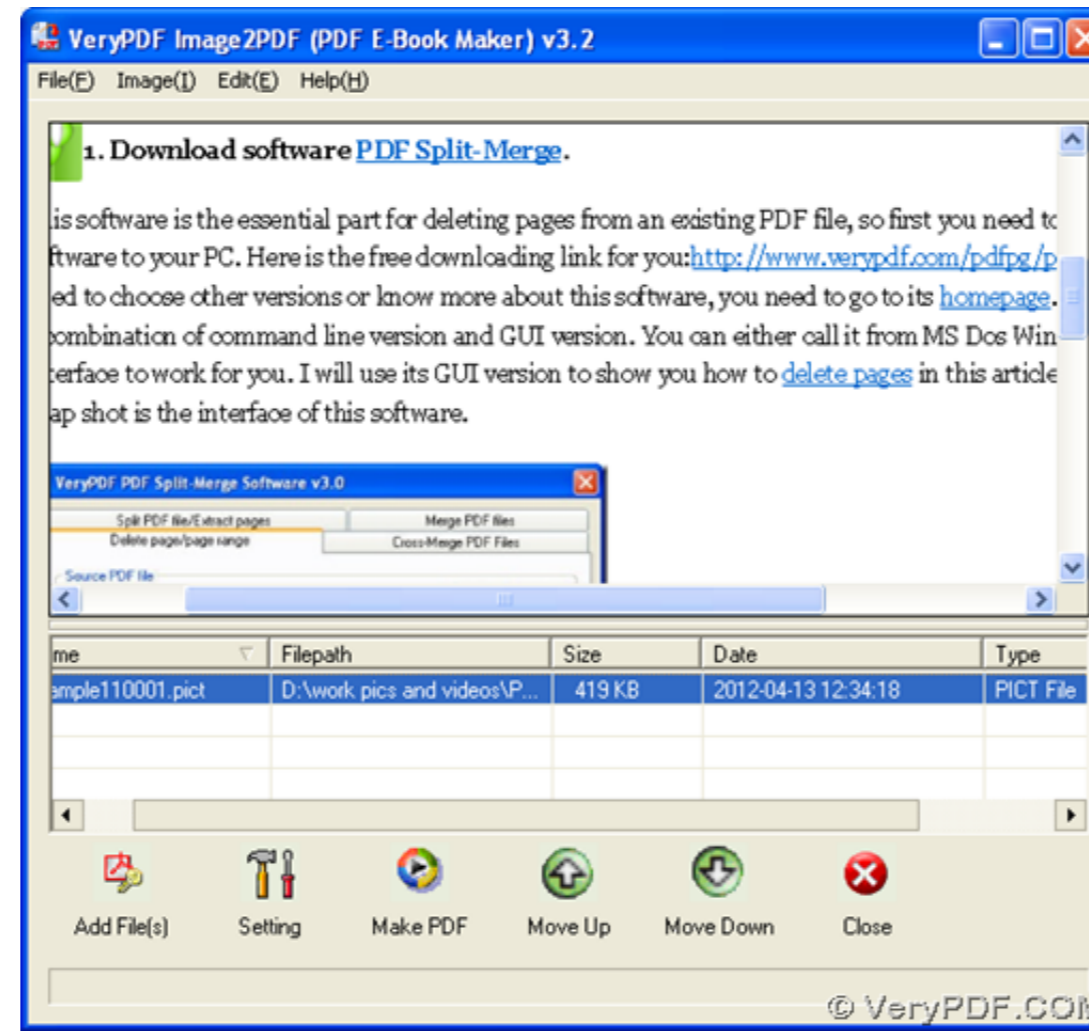 VeryPDF Image2PDF (PDF E-Book Maker) v3.2
File(F) Image(I) Edit(E) Help(H)
1. Download software PDF Split-Merge.
is software is the essential part for deleting pages from an existing PDF file, so first you need to
ftware to your PC. Here is the free downloading link for you:http://www.verypdf.com/pdfpg/p
ed to choose other versions or know more about this software, you need to go to its homepage.
ombination of command line version and GUI version. You can either call it from MS Dos Win
erface to work for you. I will use its GUI version to show you how to delete pages in this article
ap shot is the interface of this software.
VeryPDF PDF Split-Merge Software v3.0
Split PDF file/Extract pages Merge PDF files
Delete page/page range Cross-Merge PDF Files
Source PDF file
me Filepath Size Date Type
ample110001.pict D:\work pics and videos\P... 419 KB 2012-04-13 12:34:18 PICT File
Add File(s) Setting Make PDF Move Up Move Down Close
© VeryPDF.COM